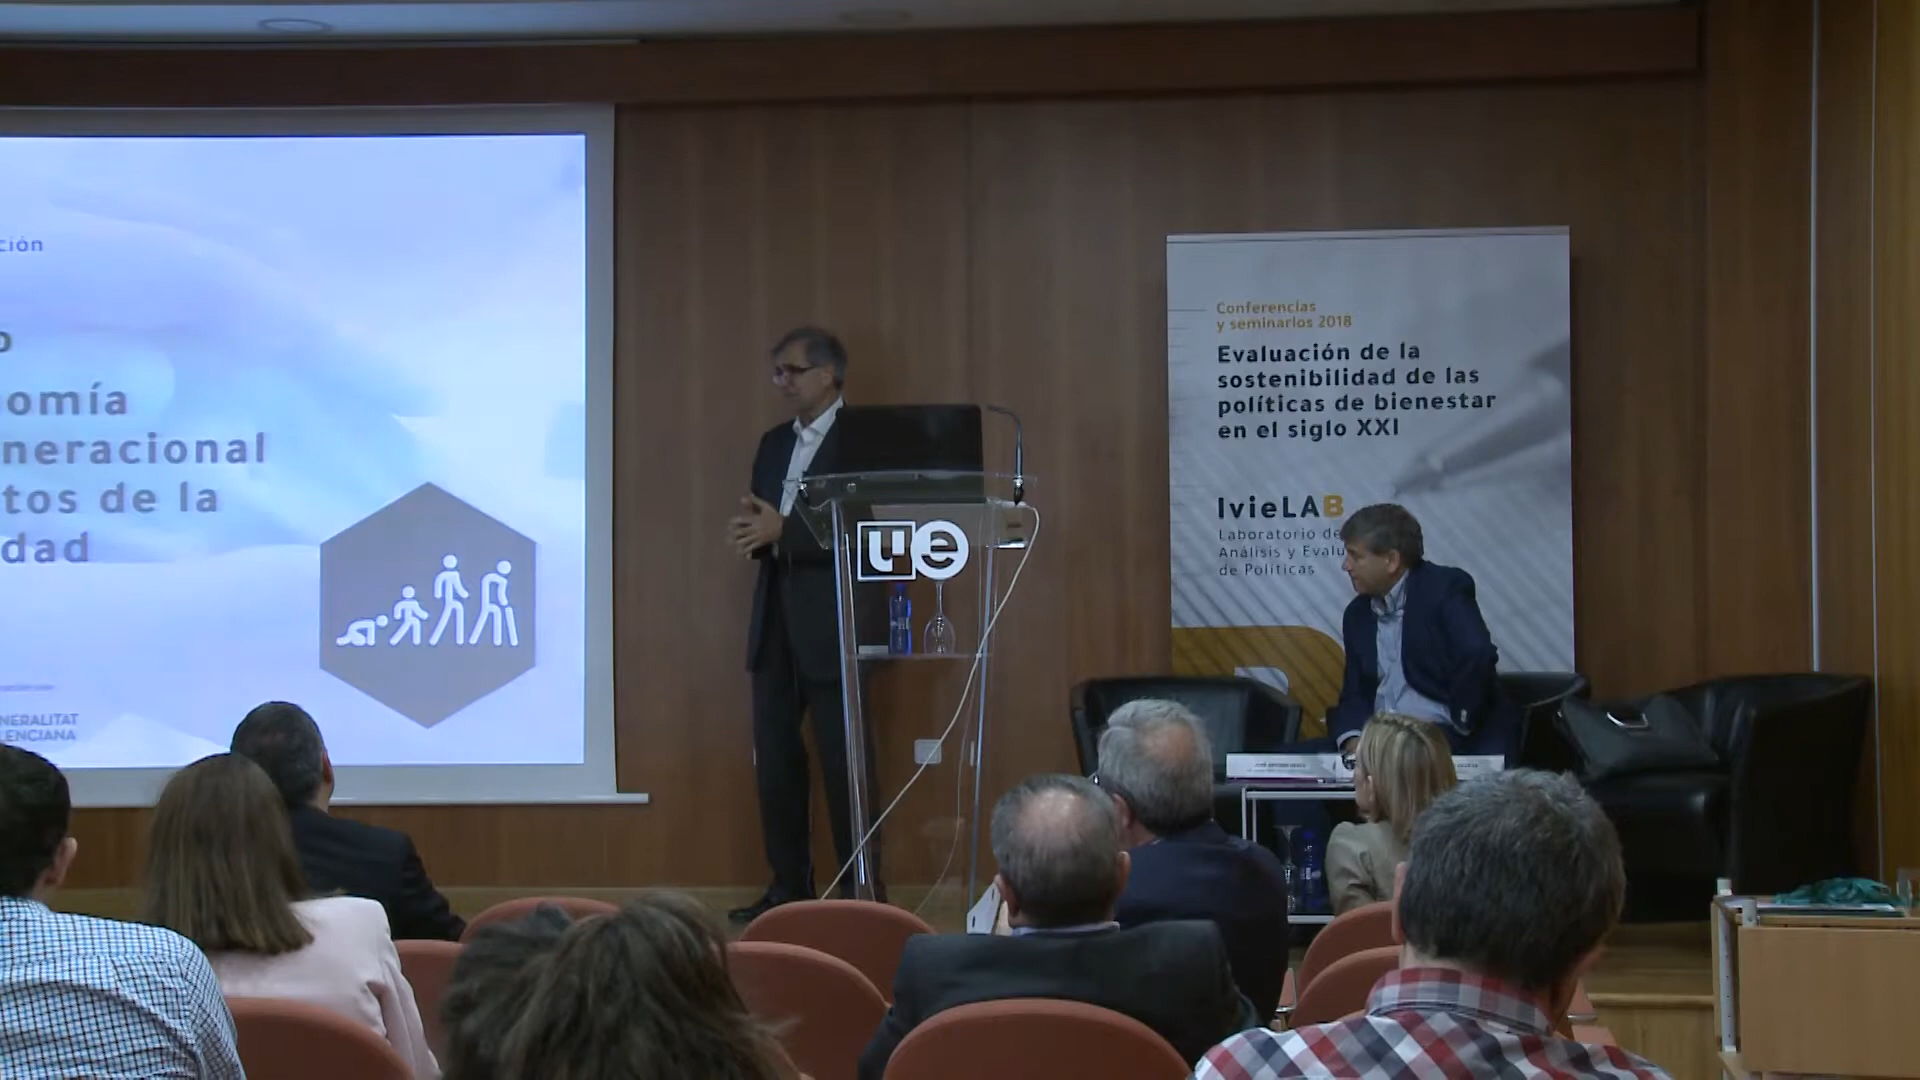 ción
o
omía
neracional
tos de la
dad
NERALITAT
LENCIANA
ue
Conferencias
y seminarios 2018
Evaluación de la
sostenibilidad de las
políticas de bienestar
en el siglo XXI
IvieLAB
Laboratorio de
Análisis y Evalu
de Políticas